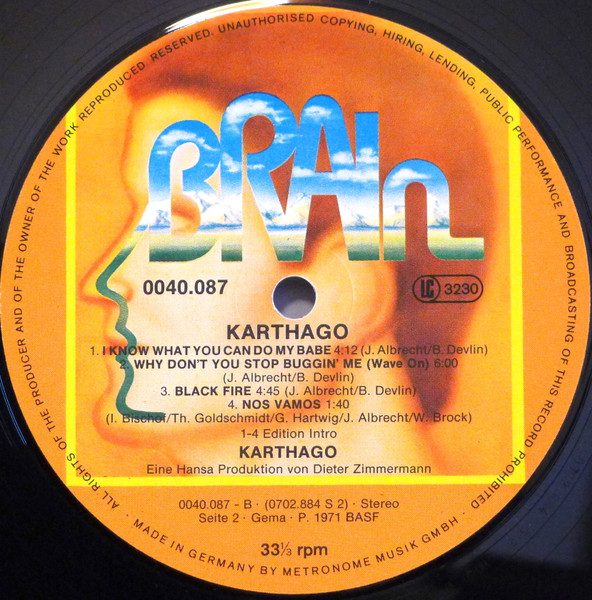 ALL RIGHTS OF THE PRODUCER AND OF THE OWNER OF THE WORK REPRODUCED RESERVED. UNAUTHORISED COPYING, HIRING, LENDING, PUBLIC PERFORMANCE AND BROADCASTING OF THIS RECORD PROHIBITED
BRAIn
0040.087
LC 3230
KARTHAGO
1. I KNOW WHAT YOU CAN DO MY BABE 4:12 (J. Albrecht/B. Devlin)
2. WHY DON'T YOU STOP BUGGIN' ME (Wave On) 6:00
(J. Albrecht/B. Devlin)
3. BLACK FIRE 4:45 (J. Albrecht/B. Devlin)
4. NOS VAMOS 1:40
(I. Bischof/Th. Goldschmidt/G. Hartwig/J. Albrecht/W. Brock)
1-4 Edition Intro
KARTHAGO
Eine Hansa Produktion von Dieter Zimmermann
0040.087 - B · (0702.884 S 2) · Stereo
Seite 2 · Gema · P. 1971 BASF
33⅓ rpm
· MADE IN GERMANY BY METRONOME MUSIK GMBH ·